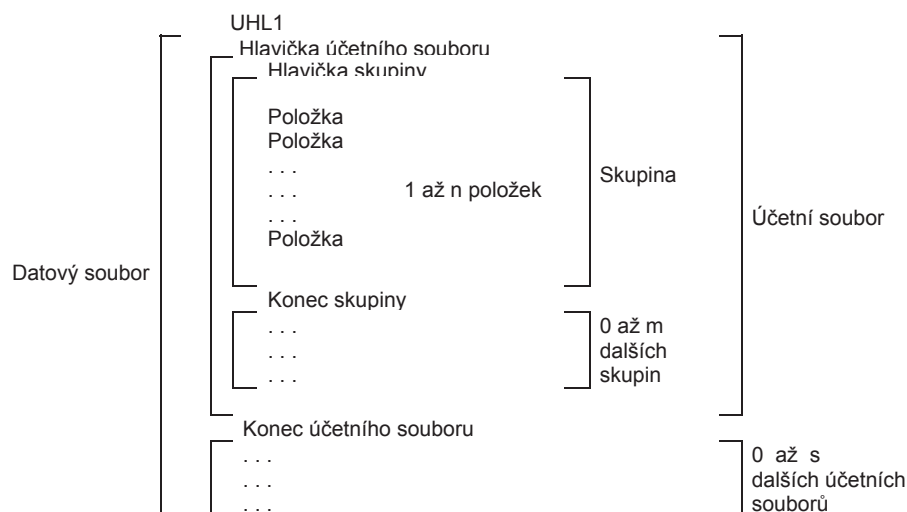 UHL1
Hlavička účetního souboru
Hlavička skupiny
Položka
Položka
. . .
. . . 1 až n položek
. . .
Položka
Skupina
Účetní soubor
Datový soubor
Konec skupiny
. . .
. . .
. . .
0 až m
dalších
skupin
Konec účetního souboru
. . .
. . .
. . .
0 až s
dalších účetních
souborů